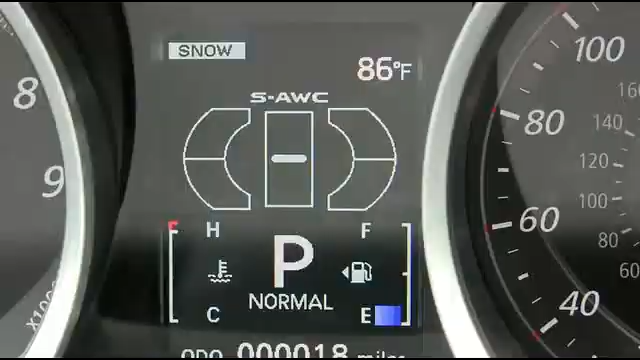 SNOW
86°F
S-AWC
H
F
P
NORMAL
C
E
ODO 000018 miles
8
9
X1000
100
80
60
40
160
140
120
100
80
60